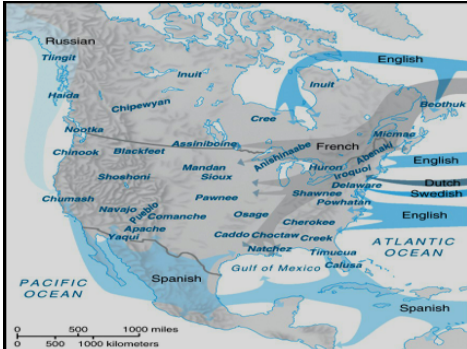 Russian
English
Tlingit
Inuit
Inuit
Haida
Chipewyan
Beothuk
Cree
Nootka
Micmac
Assiniboine
French
Abenaki
Chinook
Blackfeet
Anishinaabe
English
Mandan
Huron
Iroquoi
Shoshoni
Sioux
Dutch
Delaware
Swedish
Shawnee
Pawnee
Powhatan
Chumash
Navajo
Pueblo
Comanche
Osage
English
Cherokee
Apache
Caddo
Choctaw
Creek
Yaqui
Natchez
ATLANTIC
OCEAN
Timucua
Calusa
Gulf of Mexico
Spanish
PACIFIC
OCEAN
Spanish
0 500 1000 miles
0 500 1000 kilometers